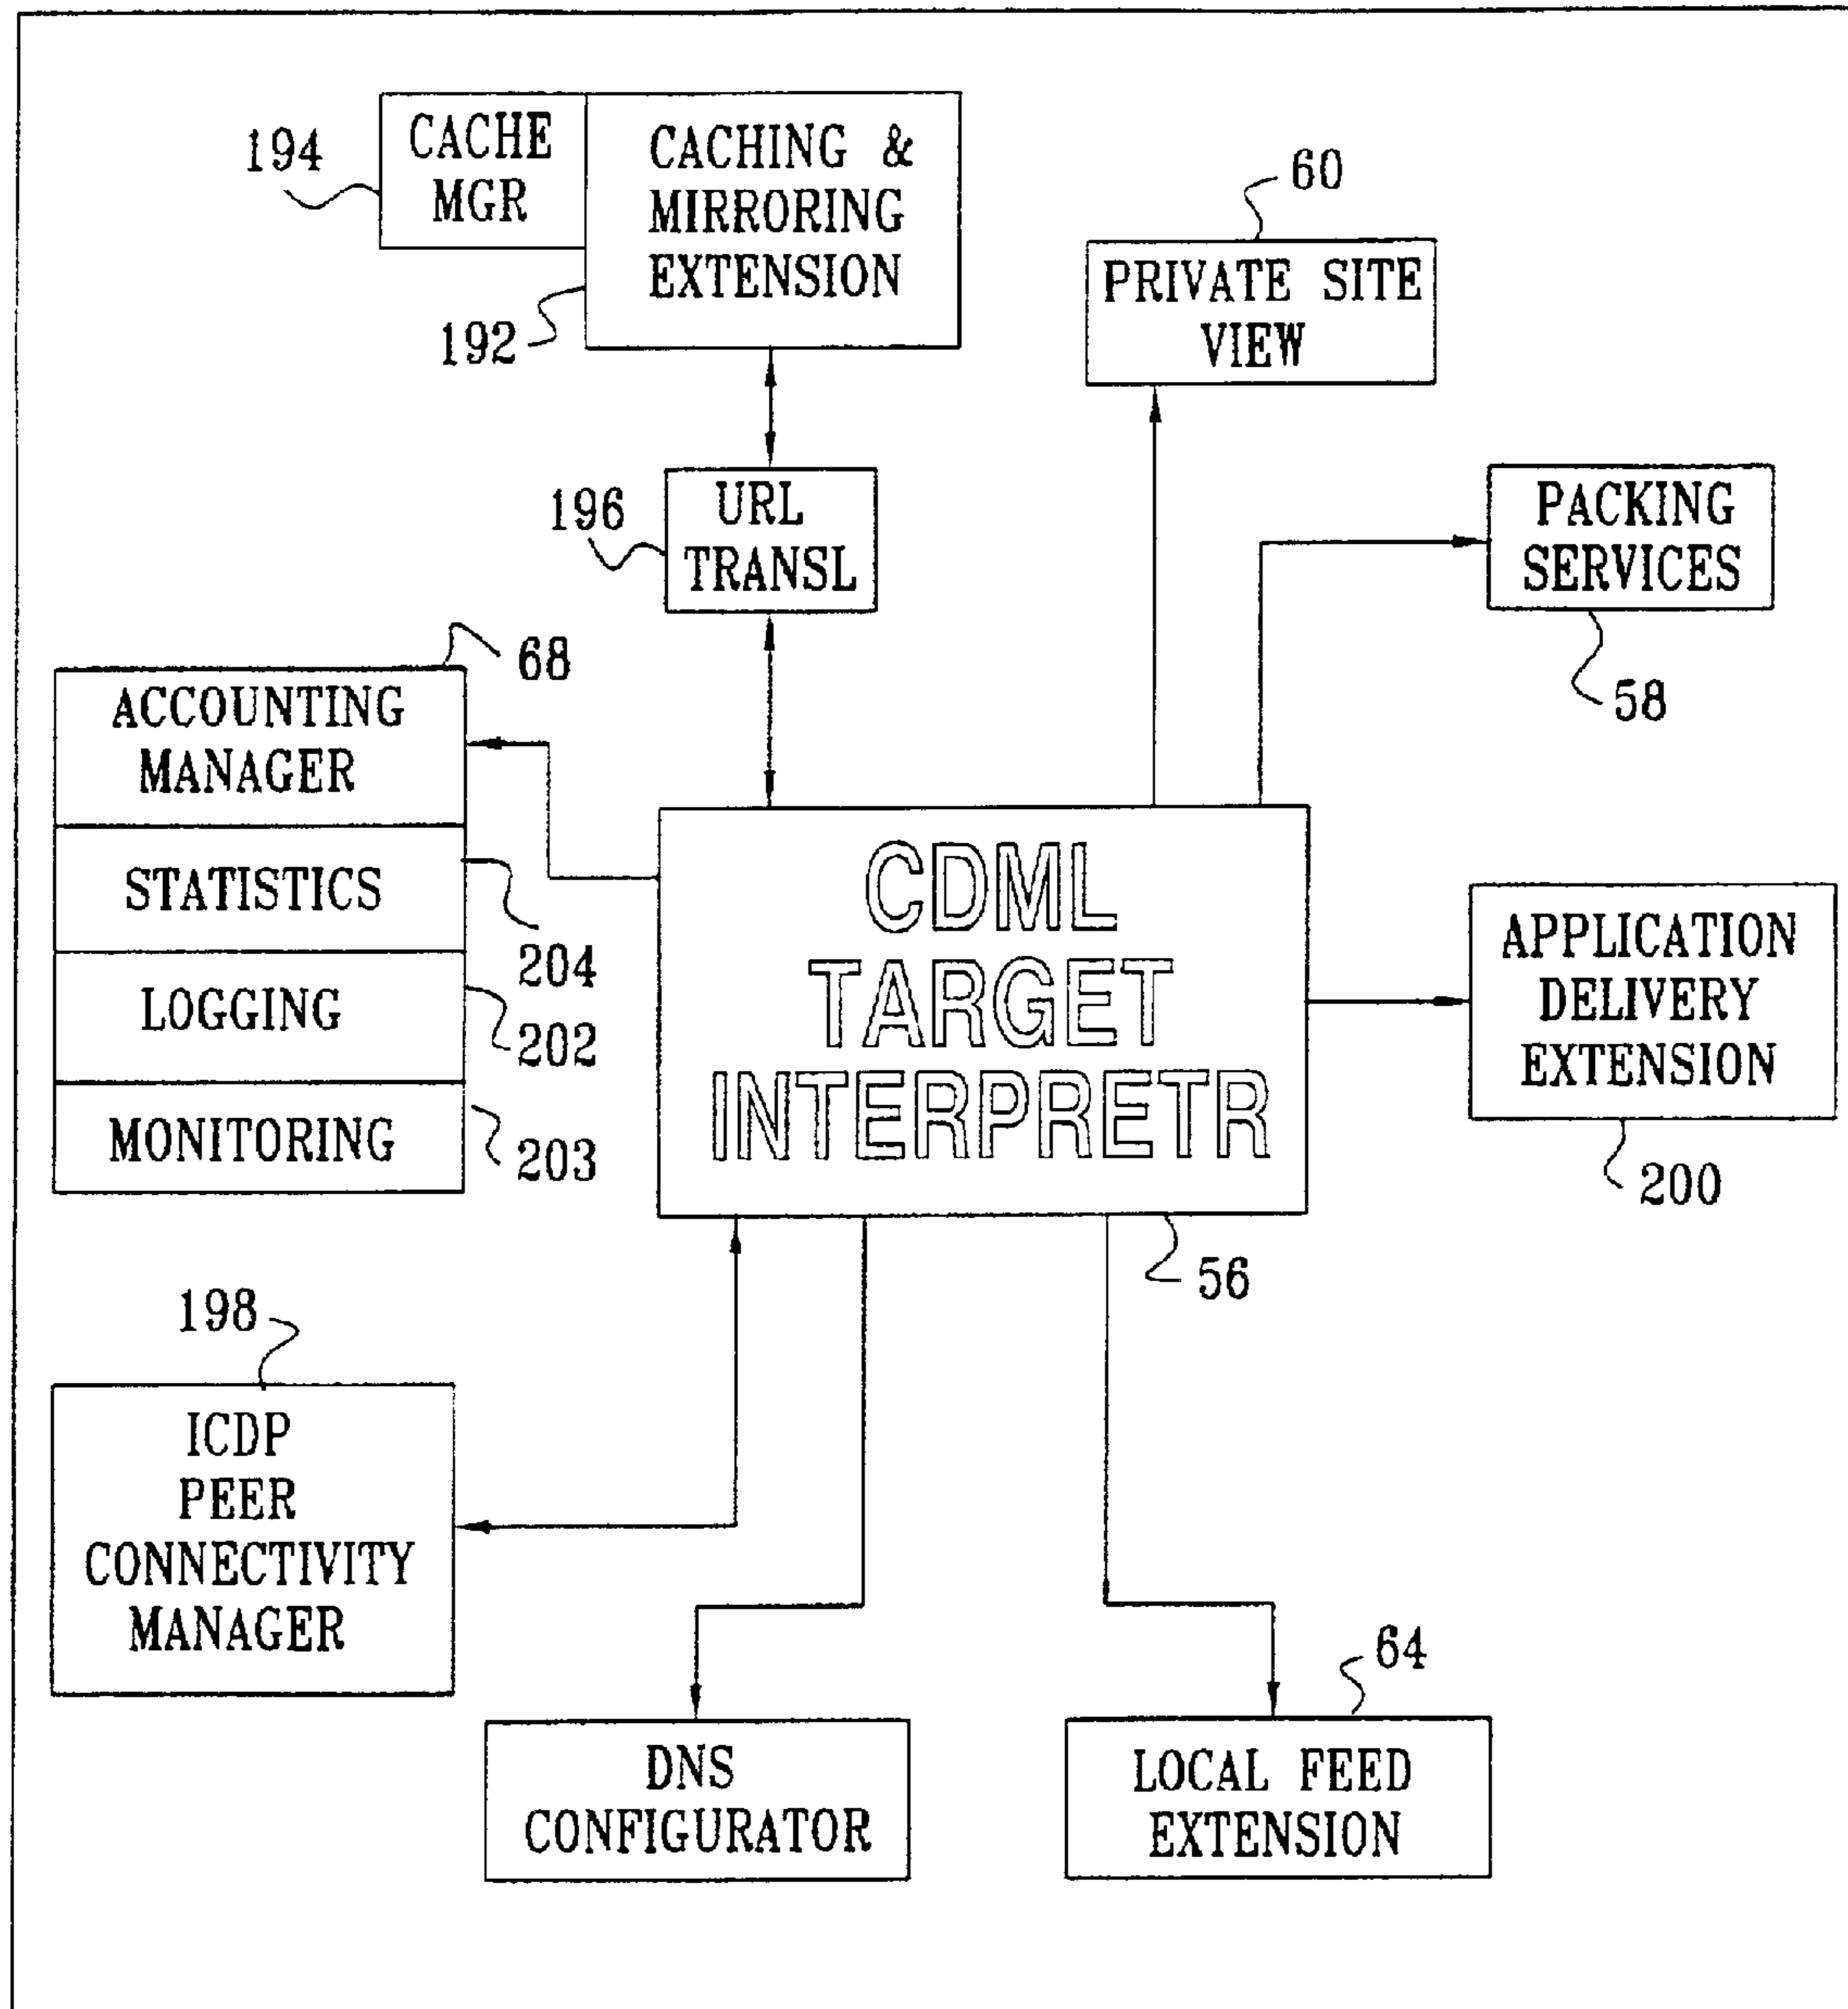 194
CACHE
MGR
CACHING &
MIRRORING
EXTENSION
192
60
PRIVATE SITE
VIEW
196
URL
TRANSL
PACKING
SERVICES
58
68
ACCOUNTING
MANAGER
STATISTICS
204
LOGGING
202
MONITORING
203
CDML
TARGET
INTERPRETR
56
APPLICATION
DELIVERY
EXTENSION
200
198
ICDP
PEER
CONNECTIVITY
MANAGER
DNS
CONFIGURATOR
64
LOCAL FEED
EXTENSION